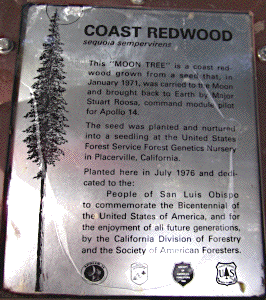 COAST REDWOOD
sequoia sempervirens
This "MOON TREE" is a coast red-
wood grown from a seed that, in
January 1971, was carried to the Moon
and brought back to Earth by Major
Stuart Roosa, command module pilot
for Apollo 14.
The seed was planted and nurtured
into a seedling at the United States
Forest Service Forest Genetics Nursery
in Placerville, California.
Planted here in July 1976 and dedi-
cated to the:
People of San Luis Obispo
to commemorate the Bicentennial of
the United States of America, and for
the enjoyment of all future generations,
by the California Division of Forestry
and the Society of American Foresters.
U S